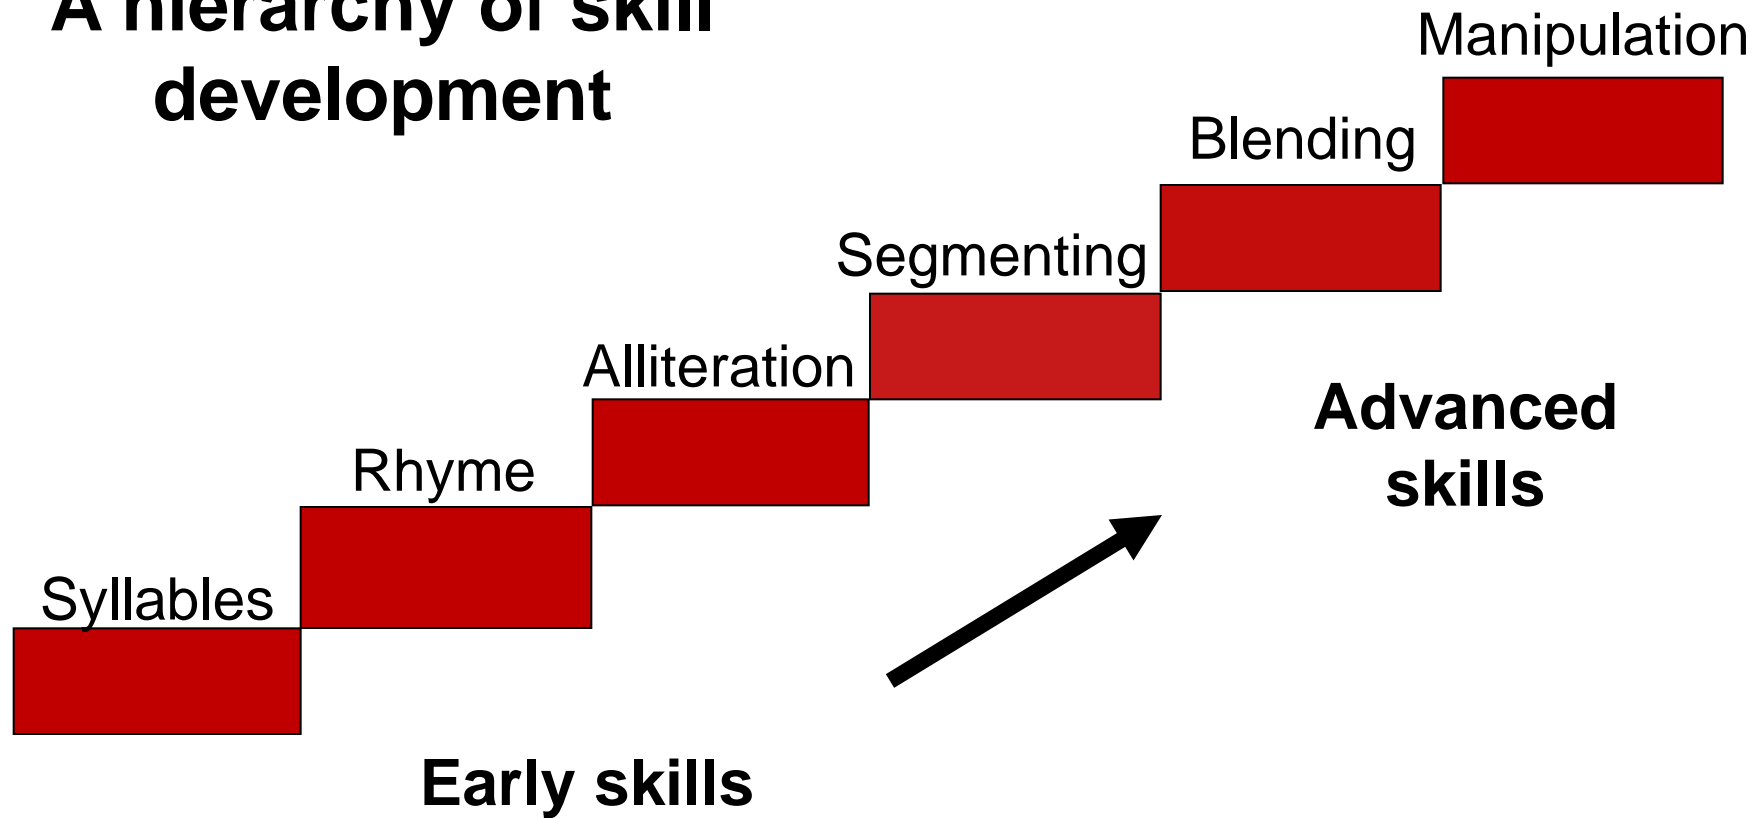 A hierarchy of skill
development
Manipulation
Blending
Segmenting
Alliteration
Rhyme
Syllables
Advanced
skills
Early skills